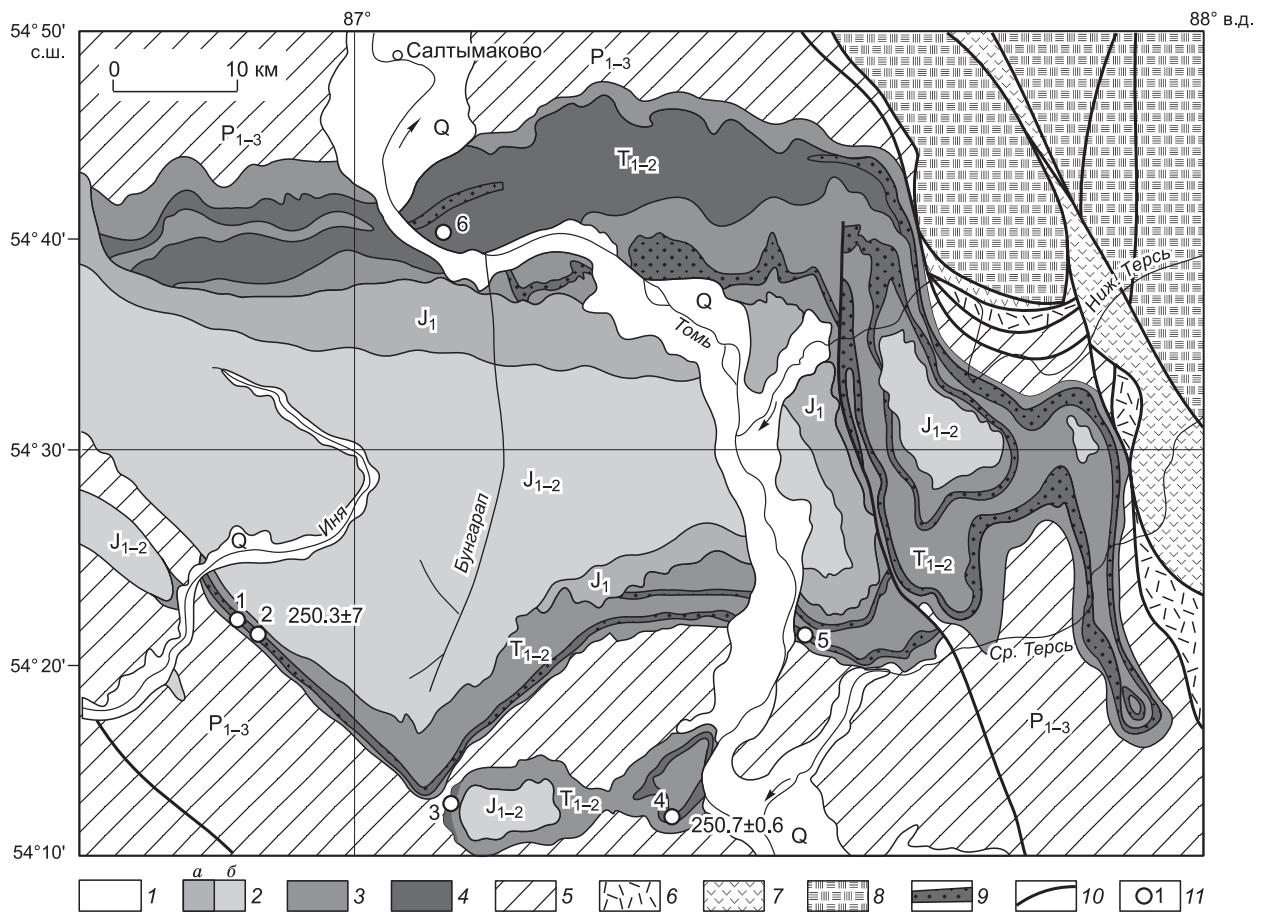 54° 50'
с.ш.
87°
88° в.д.
0 10 км
Салтымаково
P1–3
P1–3
Q
T1–2
54° 40'
6
Ниж. Терсь
Q
Томь
J1
J1
J1–2
54° 30'
J1–2
Иня
Бунгарап
J1–2
Q
T1–2
J1
1
2
250.3±7
5
T1–2
Ср. Терсь
54° 20'
P1–3
P1–3
3
J1–2
T1–2
4
250.7±0.6
Q
54° 10'
а б
1 2 3 4 5 6 7 8 9 10 1 11